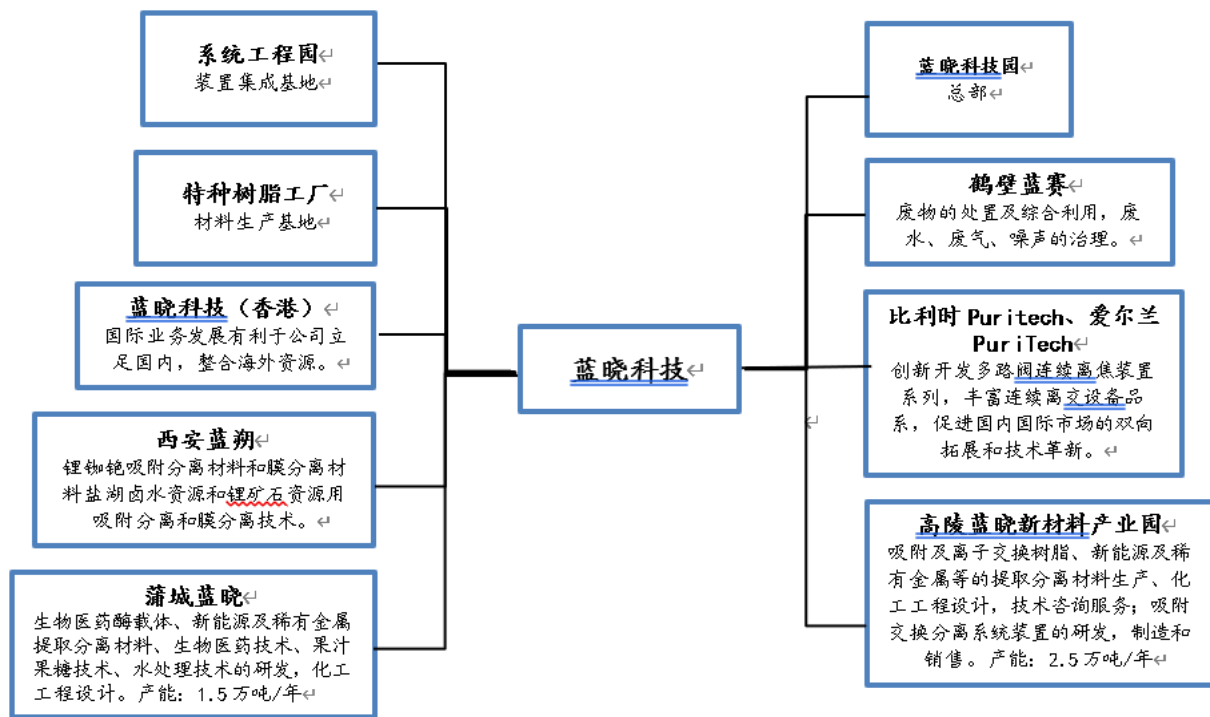 系统工程园
装置集成基地
特种树脂工厂
材料生产基地
蓝晓科技（香港）
国际业务发展有利于公司立
足国内，整合海外资源。
西安蓝朔
锂铷铯吸附分离材料和膜分离材
料盐湖卤水资源和锂矿石资源用
吸附分离和膜分离技术。
蒲城蓝晓
生物医药酶载体、新能源及稀有金属
提取分离材料、生物医药技术、果汁
果糖技术、水处理技术的研发，化工
工程设计。产能：1.5万吨/年
蓝晓科技
蓝晓科技园
总部
鹤壁蓝赛
废物的处置及综合利用，废
水、废气、噪声的治理。
比利时 Puritech、爱尔兰
PuriTech
创新开发多路阀连续离焦装置
系列，丰富连续离交设备品
系，促进国内国际市场的双向
拓展和技术革新。
高陵蓝晓新材料产业园
吸附及离子交换树脂、新能源及稀
有金属等的提取分离材料生产、化
工工程设计，技术咨询服务；吸附
交换分离系统装置的研发，制造和
销售。产能：2.5万吨/年